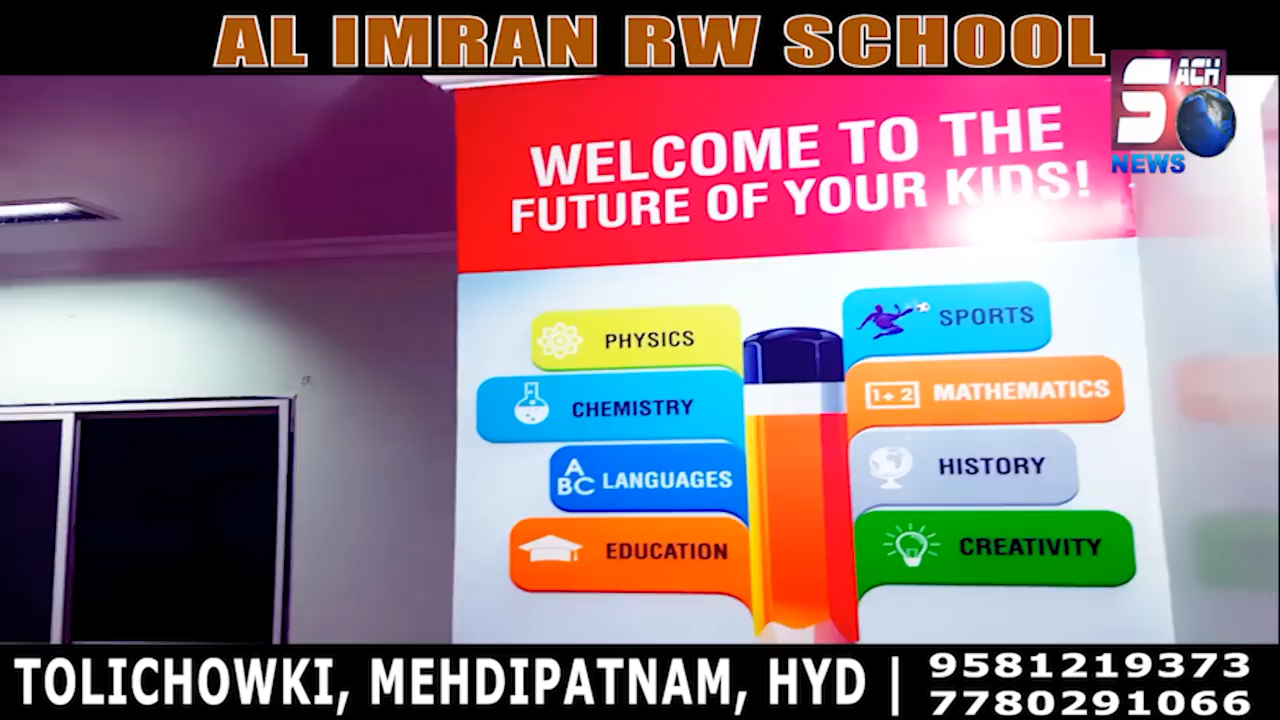 AL IMRAN RW SCHOOL
SACH
NEWS
WELCOME TO THE
FUTURE OF YOUR KIDS!
PHYSICS
SPORTS
CHEMISTRY
1+ 2 MATHEMATICS
A
BC LANGUAGES
HISTORY
EDUCATION
CREATIVITY
TOLICHOWKI, MEHDIPATNAM, HYD | 9581219373
7780291066